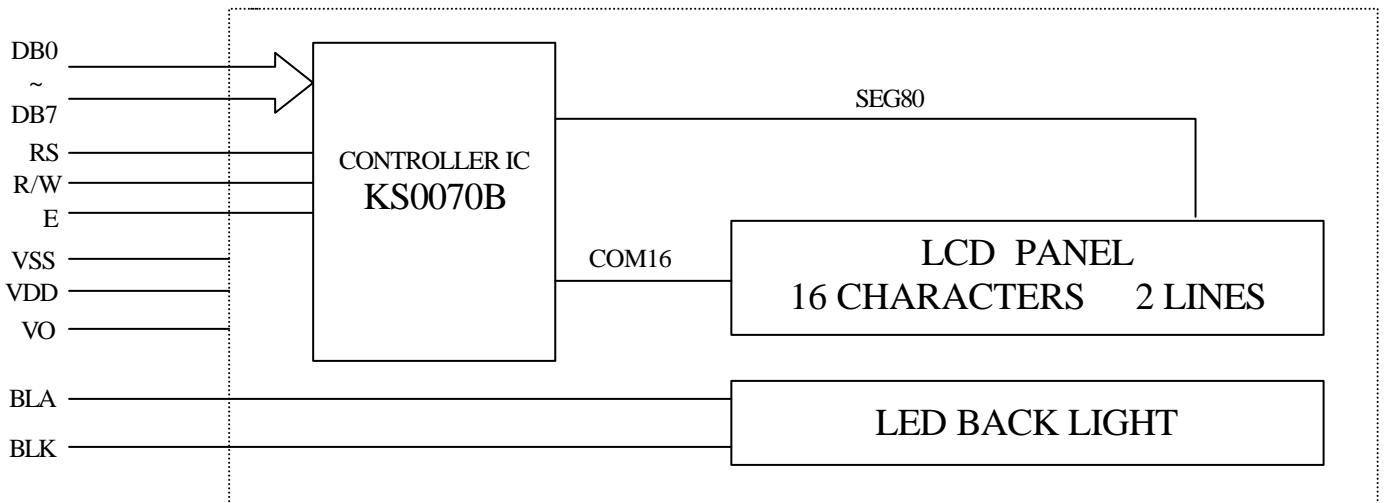 DB0
~
DB7
RS
R/W
E
VSS
VDD
VO
BLA
BLK
CONTROLLER IC
KS0070B
SEG80
COM16
LCD PANEL
16 CHARACTERS 2 LINES
LED BACK LIGHT